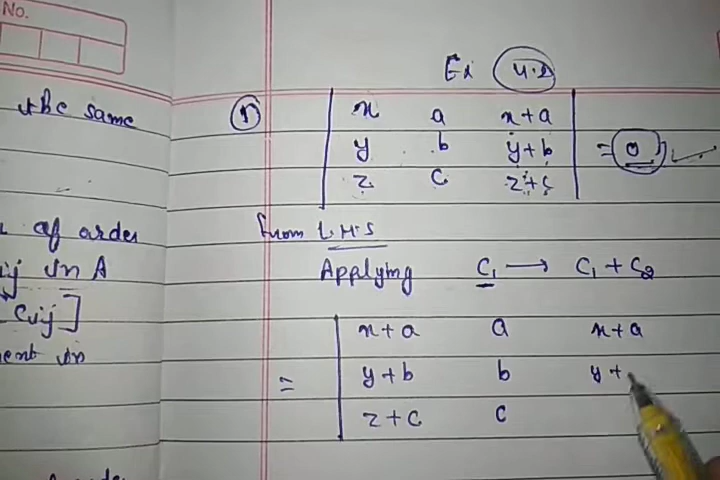 No.
the same
of order
ij in A
Cij]
ent in
Ex 4.2
① | x a x+a |
| y b y+b | = 0
| z c z+c |
from L.H.S
Applying C₁ → C₁ + C₂
| x+a a x+a
= | y+b b y+
| z+c c